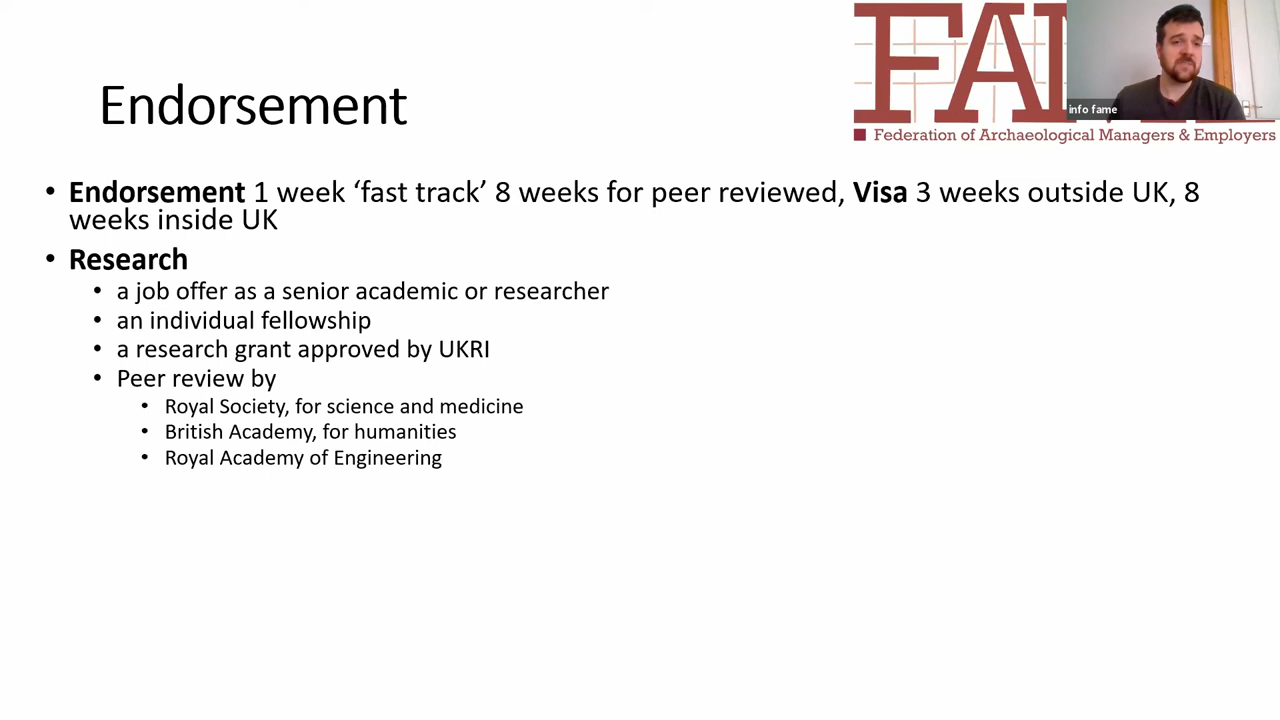 Endorsement
FA
info fame
Federation of Archaeological Managers & Employers
• Endorsement 1 week ‘fast track’ 8 weeks for peer reviewed, Visa 3 weeks outside UK, 8
weeks inside UK
• Research
• a job offer as a senior academic or researcher
• an individual fellowship
• a research grant approved by UKRI
• Peer review by
• Royal Society, for science and medicine
• British Academy, for humanities
• Royal Academy of Engineering